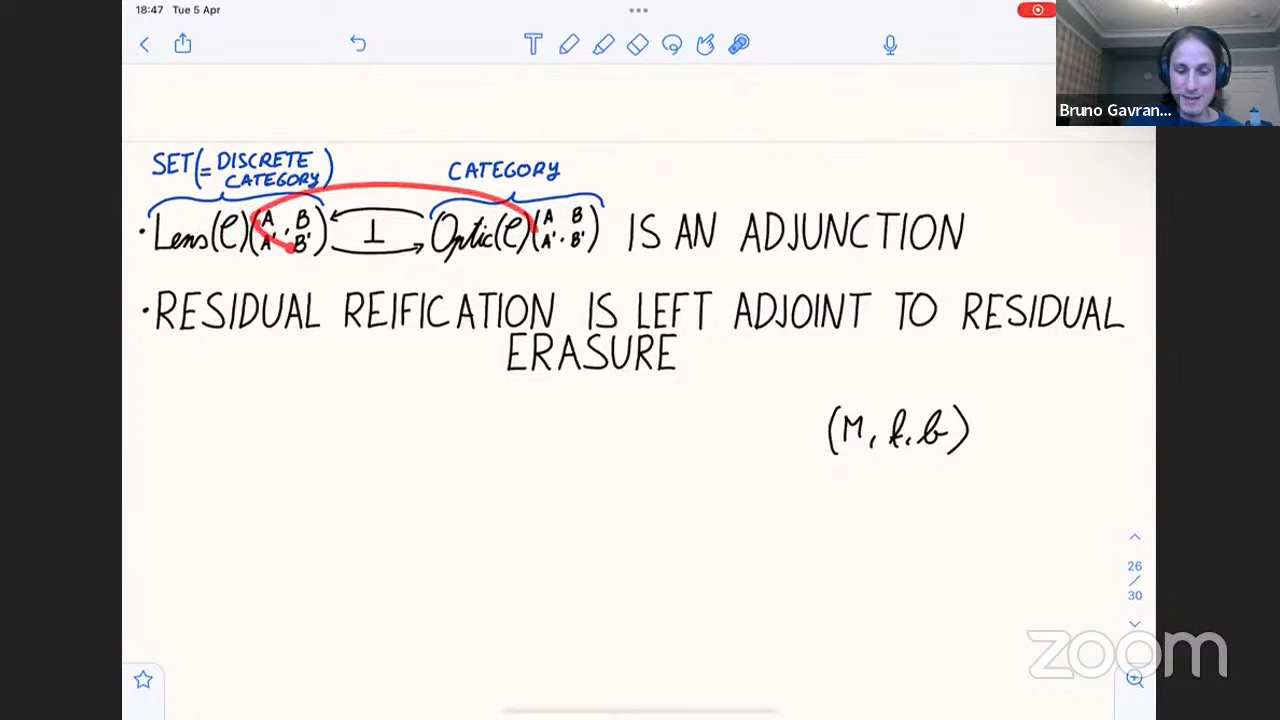 18:47 Tue 5 Apr
Bruno Gavran...
SET(= DISCRETE CATEGORY)
CATEGORY
· Lens(C)(A A', B B') ⊥ Optic(C)(A A', B B') IS AN ADJUNCTION
· RESIDUAL REIFICATION IS LEFT ADJOINT TO RESIDUAL
ERASURE
(M, f, b)
26
/
30
zoom